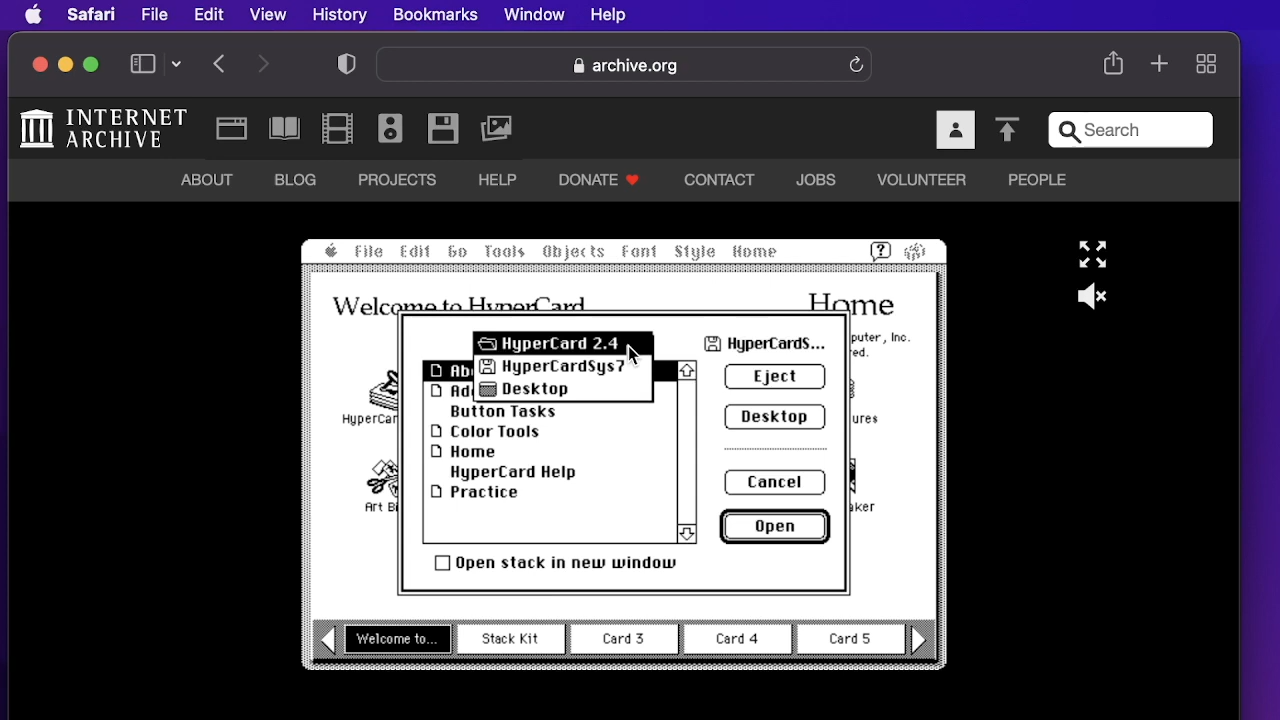 Safari File Edit View History Bookmarks Window Help
archive.org
INTERNET ARCHIVE
Search
ABOUT BLOG PROJECTS HELP DONATE CONTACT JOBS VOLUNTEER PEOPLE
File Edit Go Tools Objects Font Style Home
Welcome to HyperCard Home
HyperCard 2.4 HyperCardS...
HyperCardSys7
Desktop
Button Tasks
Color Tools
Home
HyperCard Help
Practice
Eject
Desktop
Cancel
Open
Open stack in new window
Welcome to... Stack Kit Card 3 Card 4 Card 5